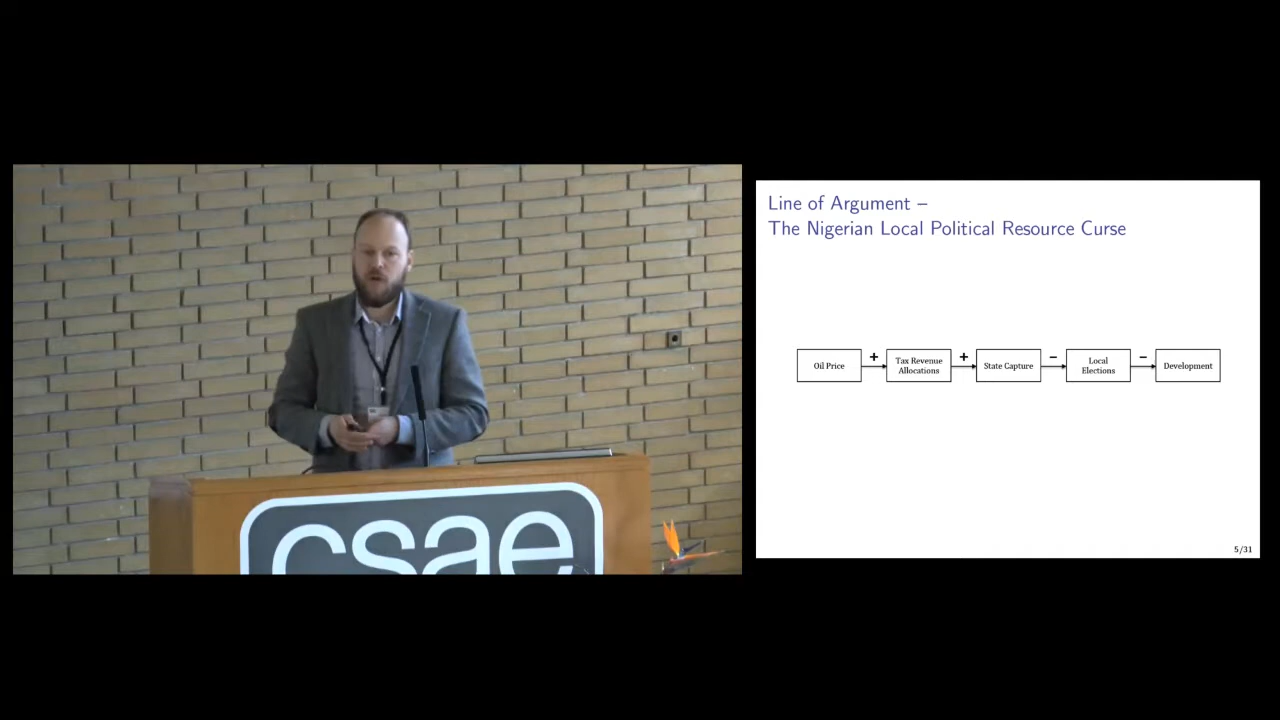 csae
Line of Argument –
The Nigerian Local Political Resource Curse
Oil Price
+
Tax Revenue
Allocations
+
State Capture
−
Local
Elections
−
Development
5/31